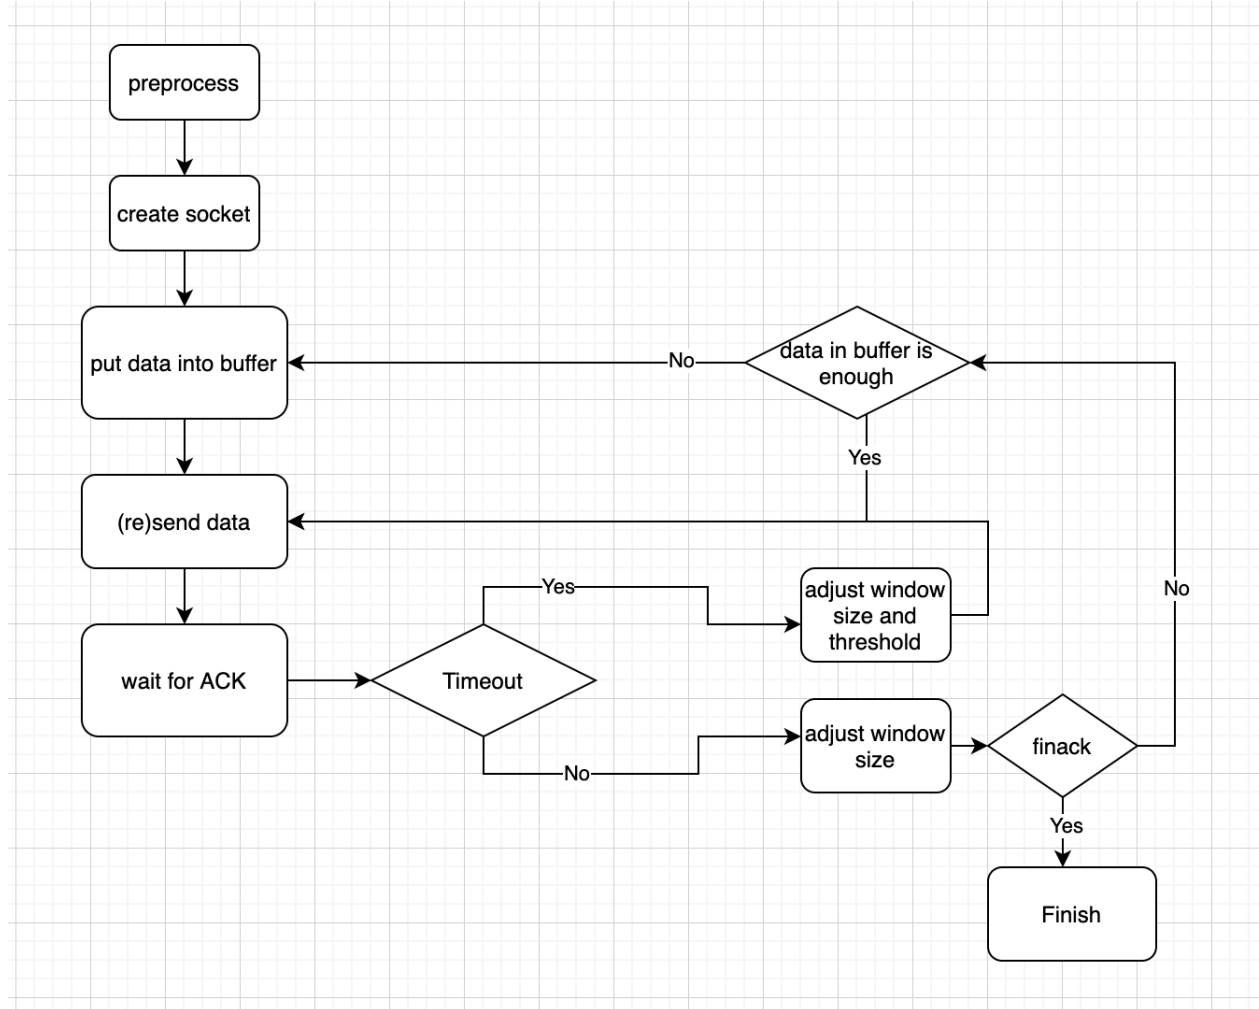 preprocess
create socket
put data into buffer
No
data in buffer is
enough
Yes
(re)send data
Yes
adjust window
size and
threshold
No
wait for ACK
Timeout
adjust window
size
finack
No
Yes
Finish